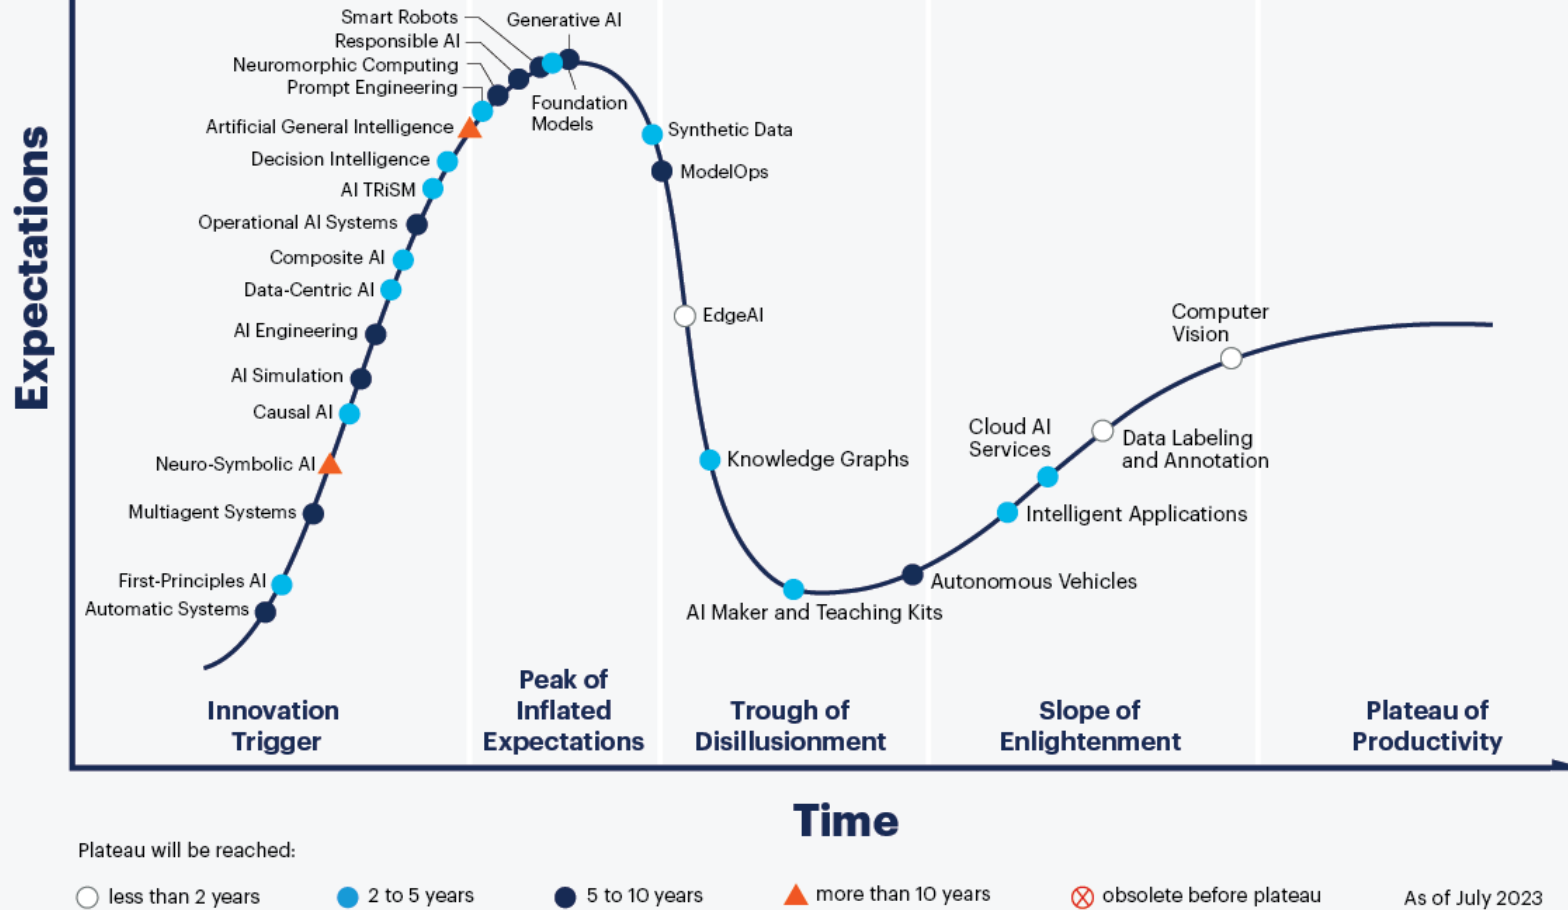 Smart Robots
Generative AI
Responsible AI
Neuromorphic Computing
Prompt Engineering
Foundation
Models
Artificial General Intelligence
Synthetic Data
Decision Intelligence
ModelOps
AI TRiSM
Operational AI Systems
Composite AI
Data-Centric AI
AI Engineering
EdgeAI
Computer
Vision
AI Simulation
Causal AI
Cloud AI
Services
Data Labeling
and Annotation
Neuro-Symbolic AI
Knowledge Graphs
Multiagent Systems
Intelligent Applications
First-Principles AI
Automatic Systems
Autonomous Vehicles
AI Maker and Teaching Kits
Expectations
Innovation
Trigger
Peak of
Inflated
Expectations
Trough of
Disillusionment
Slope of
Enlightenment
Plateau of
Productivity
Time
Plateau will be reached:
less than 2 years
2 to 5 years
5 to 10 years
more than 10 years
obsolete before plateau
As of July 2023